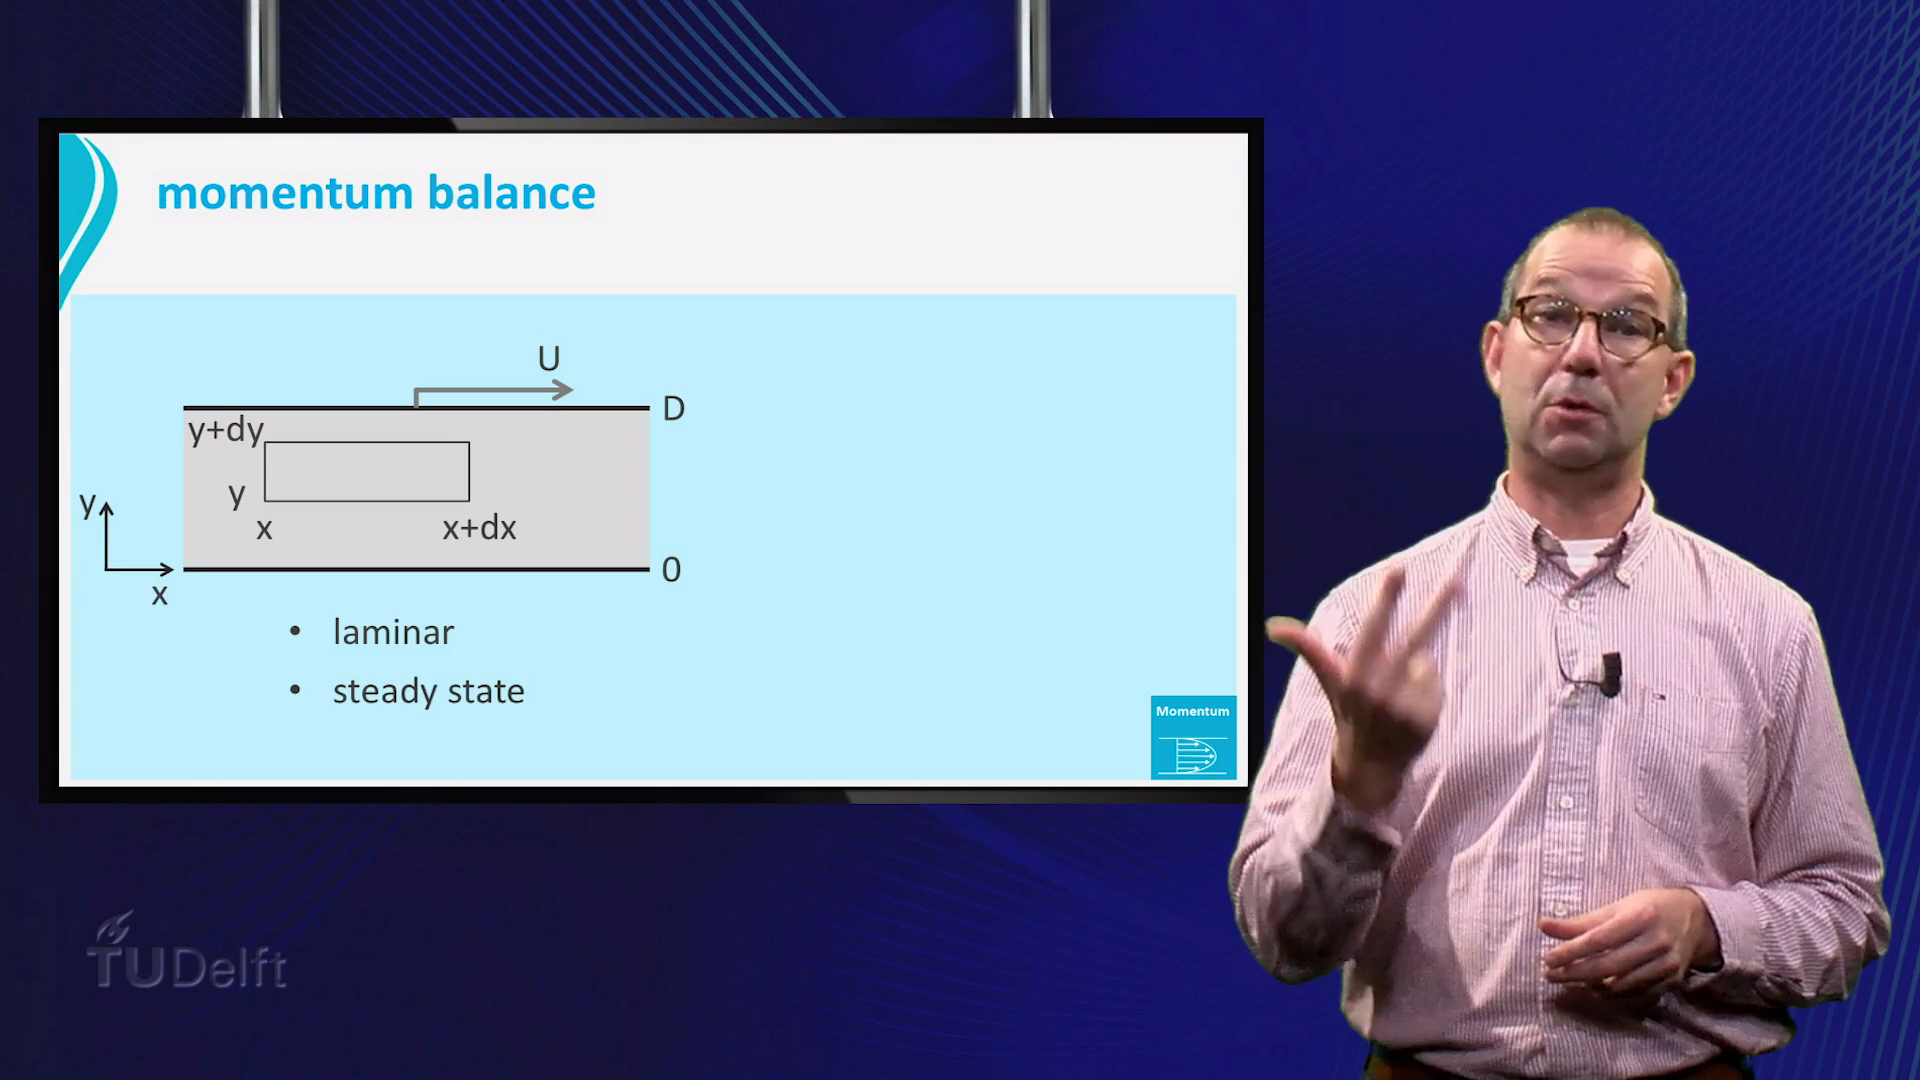 momentum balance
U
D
y+dy
y
y
x
x+dx
0
x
• laminar
• steady state
Momentum
TUDelft